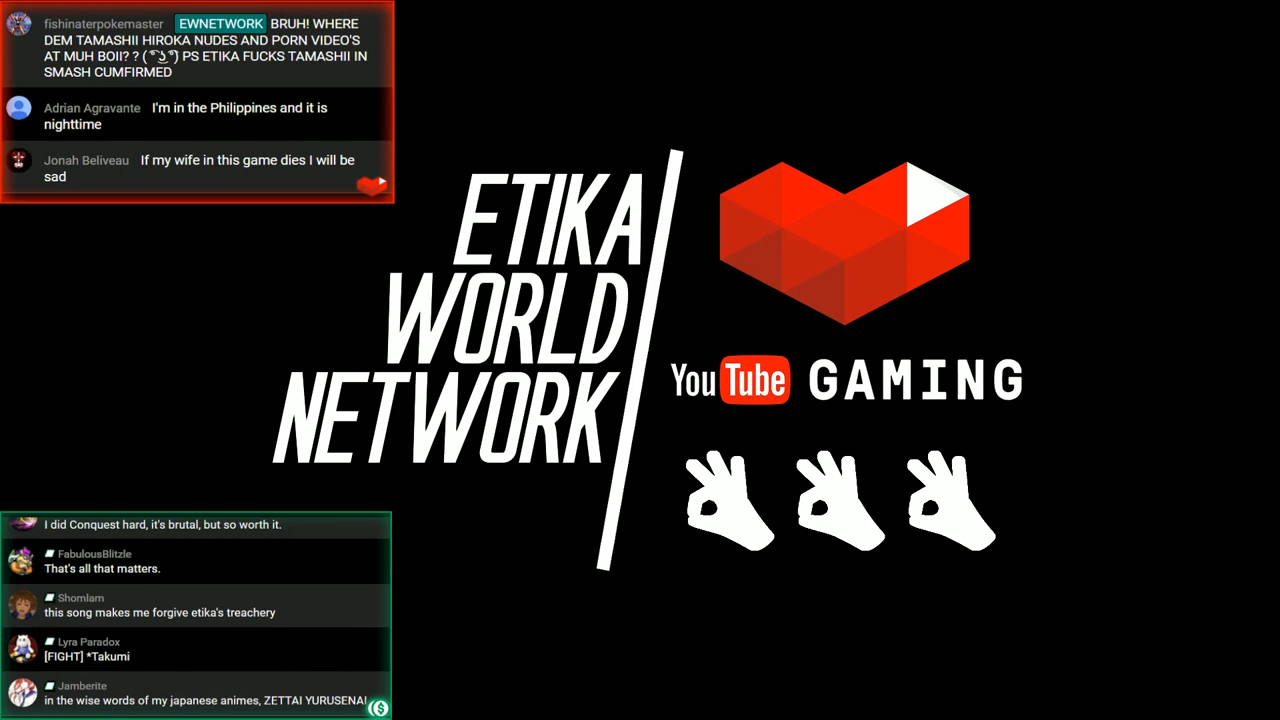 fishinaterpokemaster EWNETWORK BRUH! WHERE
DEM TAMASHII HIROKA NUDES AND PORN VIDEO'S
AT MUH BOII? ? ( ͡° ͜ʖ ͡°) PS ETIKA FUCKS TAMASHII IN
SMASH CUMFIRMED
Adrian Agravante I'm in the Philippines and it is
nighttime
Jonah Beliveau If my wife in this game dies I will be
sad
ETIKA
WORLD
NETWORK
YouTube GAMING
I did Conquest hard, it's brutal, but so worth it.
FabulousBlitzle
That's all that matters.
Shomlam
this song makes me forgive etika's treachery
Lyra Paradox
[FIGHT] *Takumi
Jamberite
in the wise words of my japanese animes, ZETTAI YURUSENAI